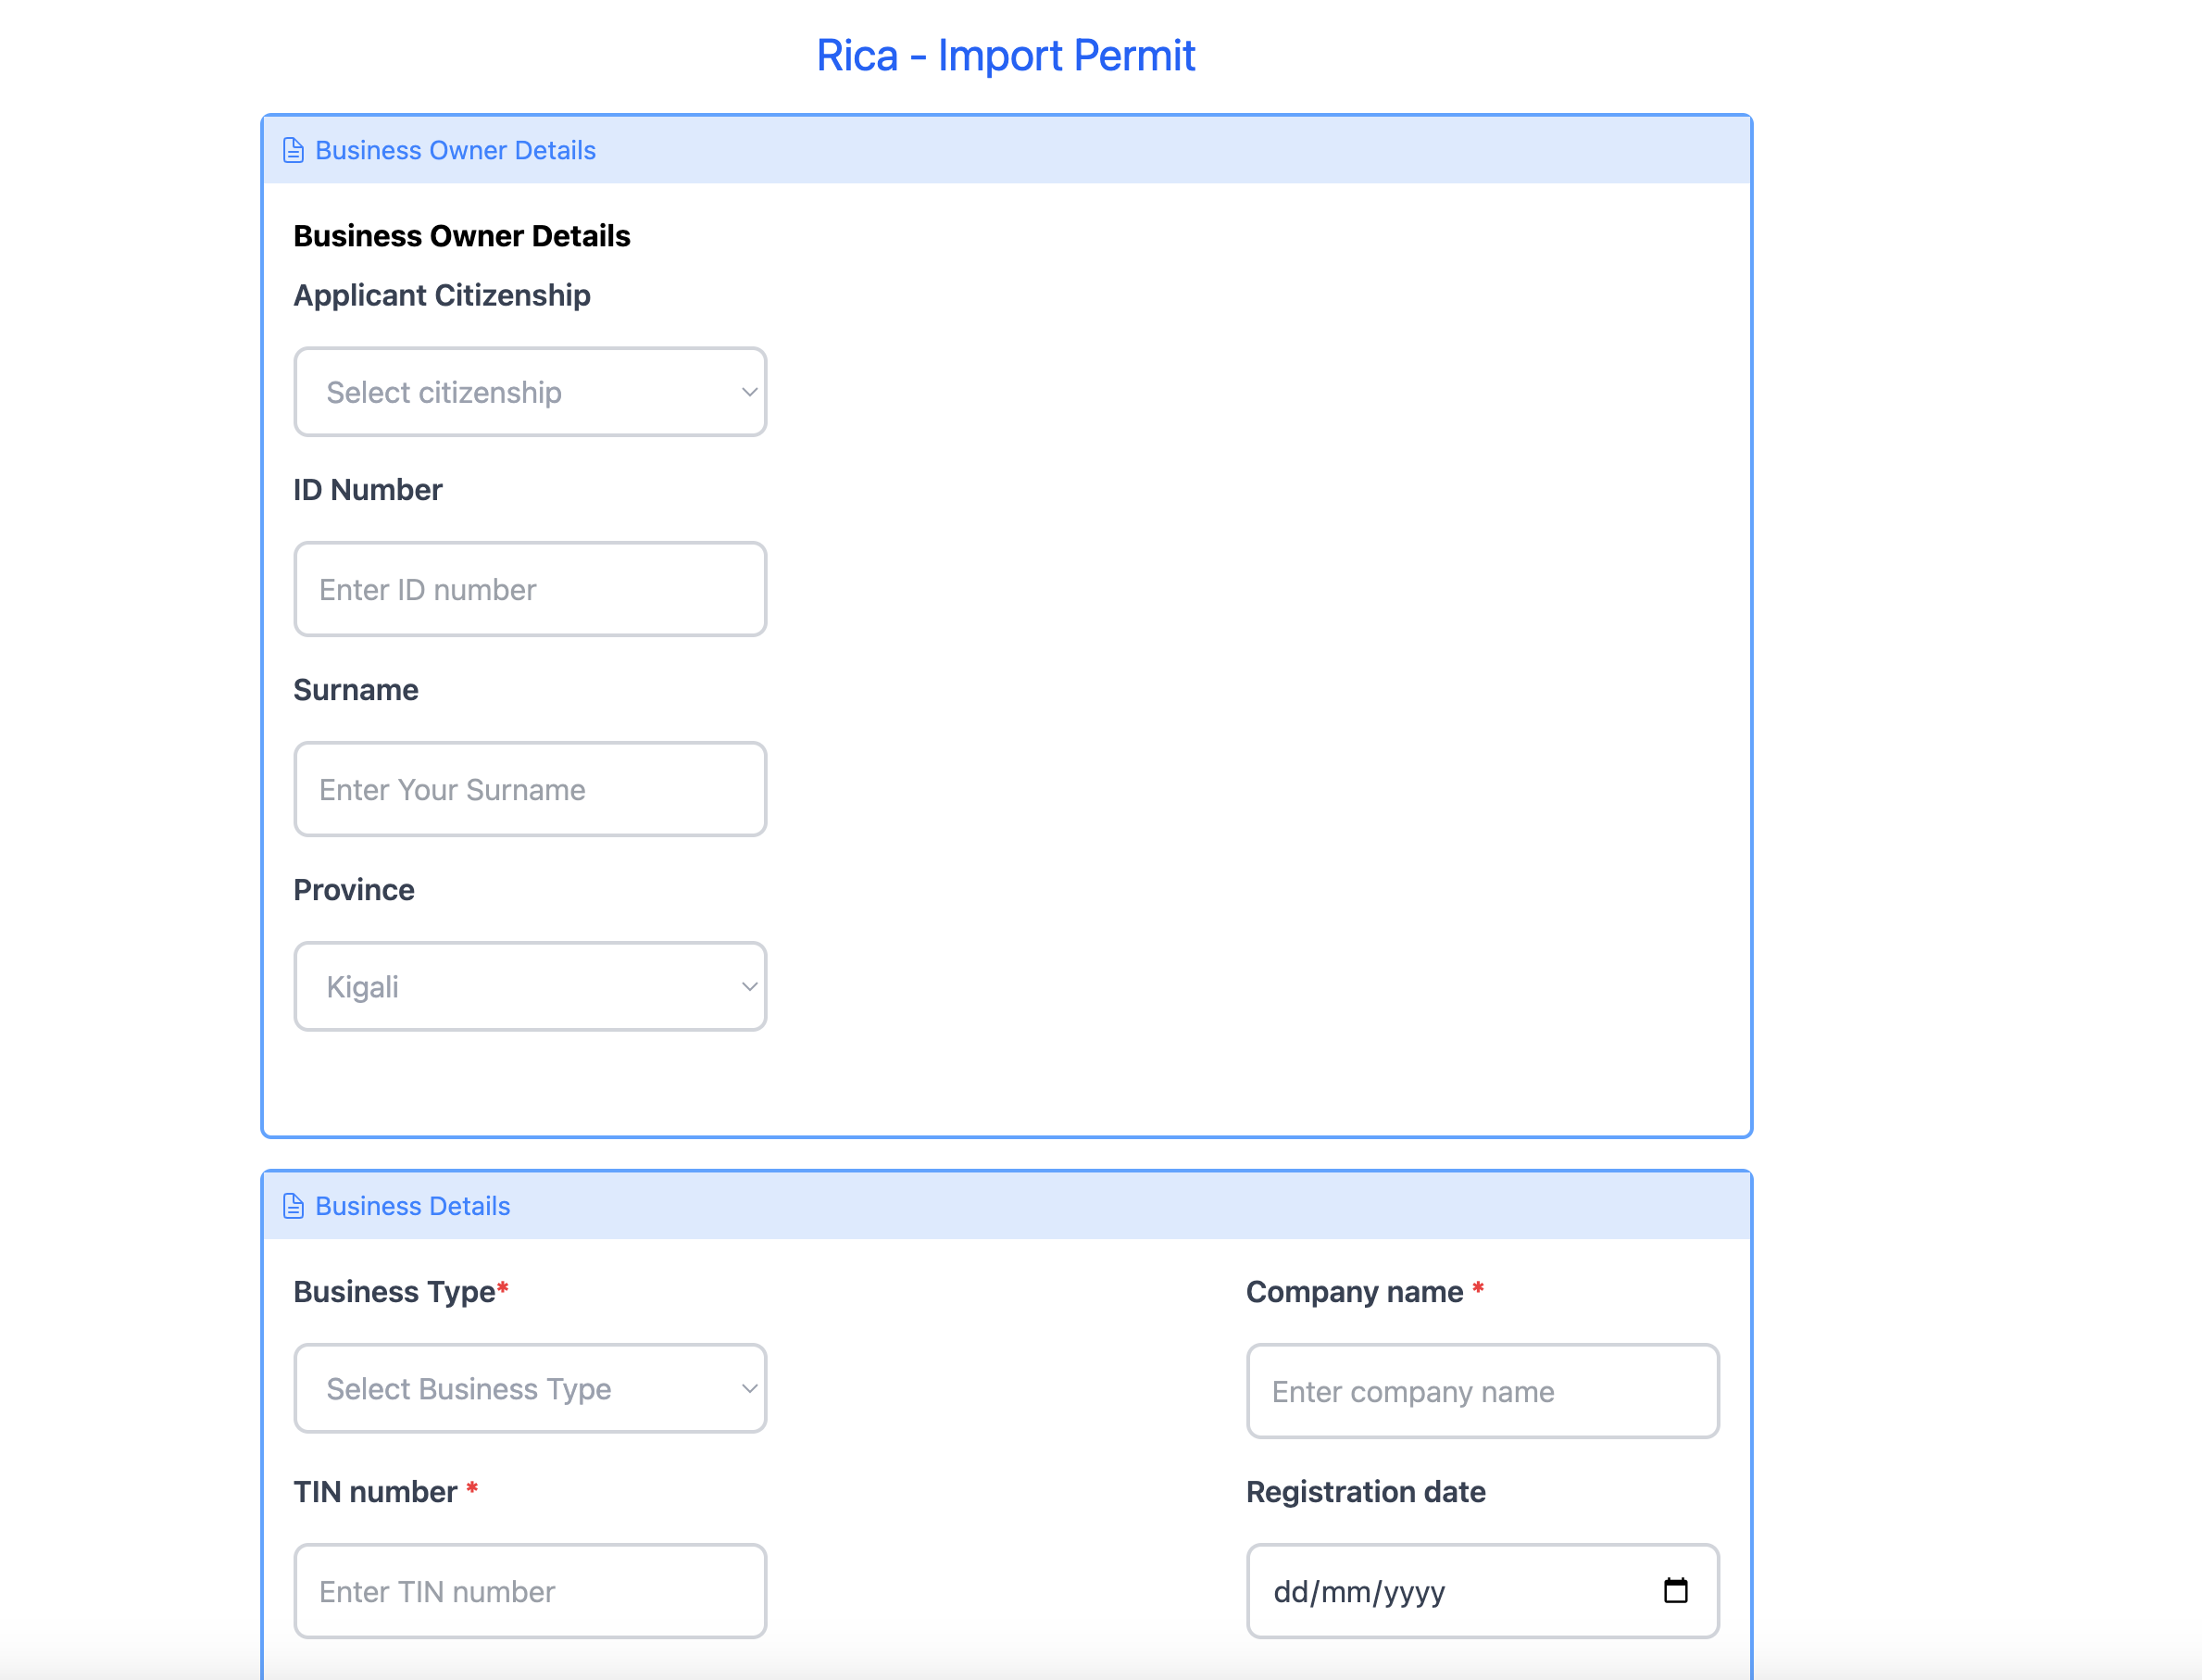 Rica - Import Permit
Business Owner Details
Business Owner Details
Applicant Citizenship
Select citizenship
ID Number
Enter ID number
Surname
Enter Your Surname
Province
Kigali
Business Details
Business Type*
Company name *
Select Business Type
Enter company name
TIN number *
Registration date
Enter TIN number
dd/mm/yyyy